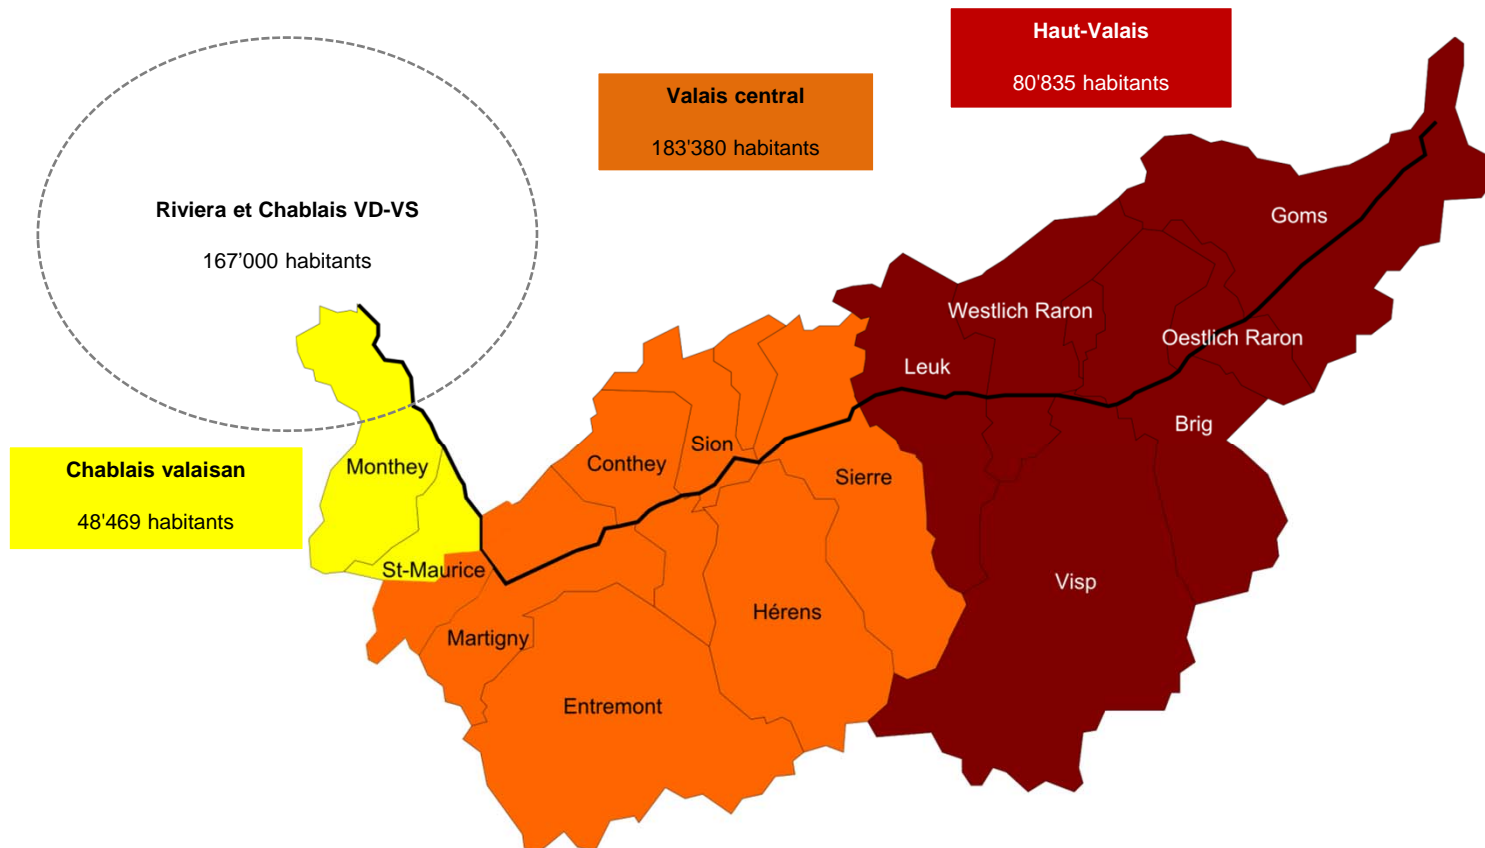 Haut-Valais
80'835 habitants
Valais central
183'380 habitants
Riviera et Chablais VD-VS
167’000 habitants
Goms
Westlich Raron
Oestlich Raron
Leuk
Brig
Chablais valaisan
48'469 habitants
Monthey
Conthey
Sion
Sierre
St-Maurice
Visp
Hérens
Martigny
Entremont